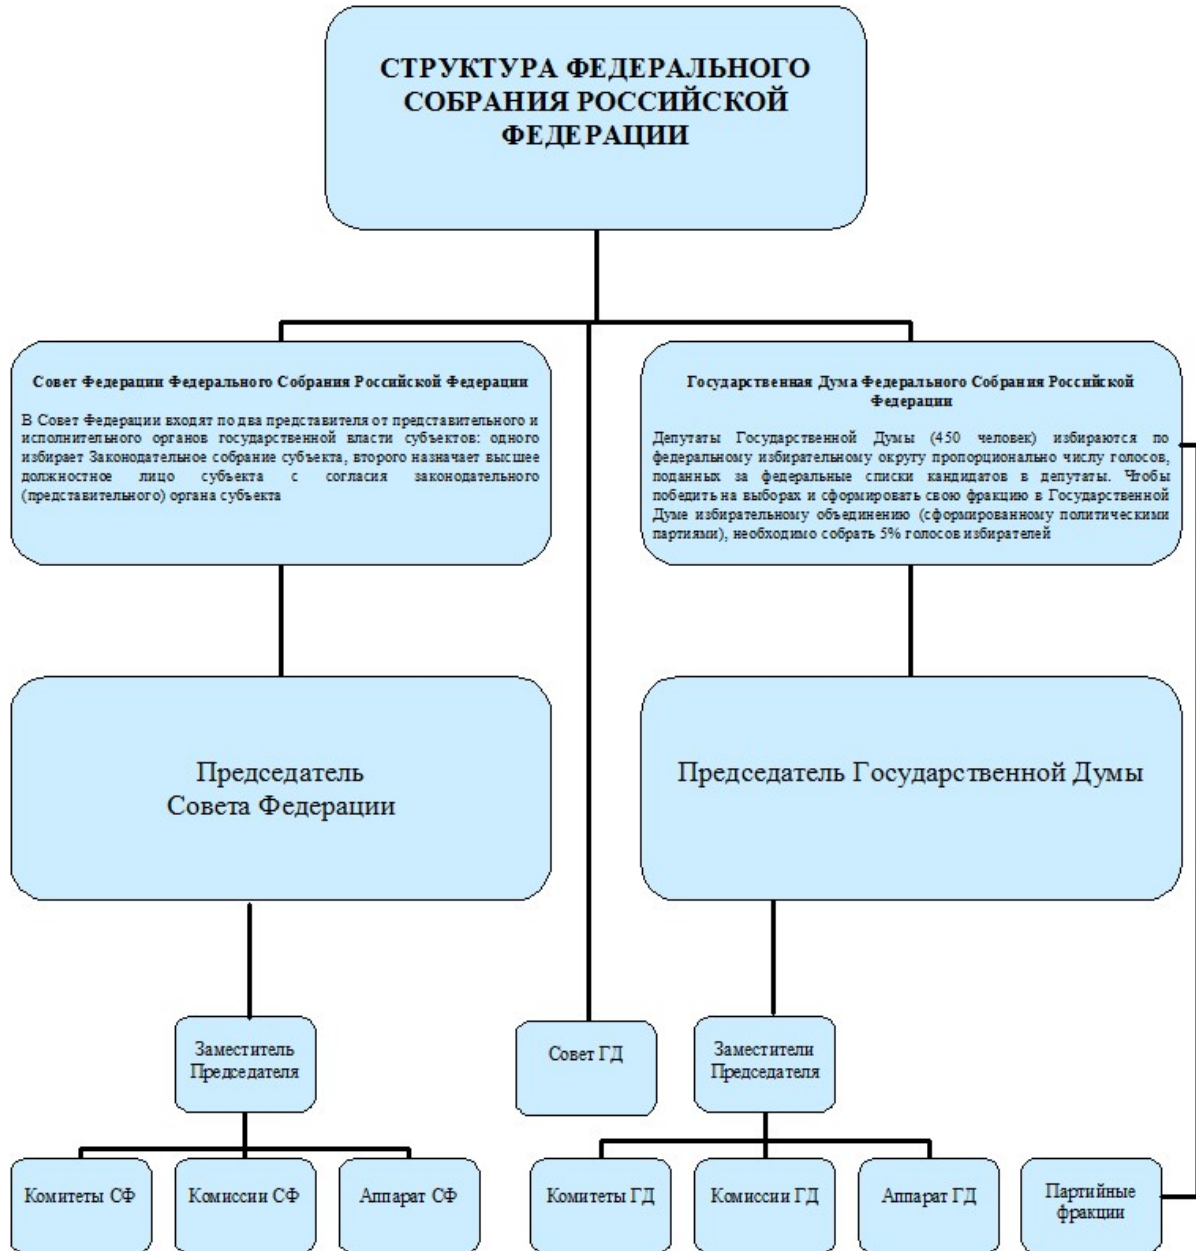 СТРУКТУРА ФЕДЕРАЛЬНОГО
СОБРАНИЯ РОССИЙСКОЙ
ФЕДЕРАЦИИ
Совет Федерации Федерального Собрания Российской Федерации
В Совет Федерации входят по два представителя от представительного и
исполнительного органов государственной власти субъектов: одного
избирает Законодательное собрание субъекта, второго назначает высшее
должностное лицо субъекта с согласия законодательного
(представительного) органа субъекта
Государственная Дума Федерального Собрания Российской
Федерации
Депутаты Государственной Думы (450 человек) избираются по
федеральному избирательному округу пропорционально числу голосов,
поданных за федеральные списки кандидатов в депутаты. Чтобы
победить на выборах и сформировать свою фракцию в Государственной
Думе избирательному объединению (сформированному политическими
партиями), необходимо собрать 5% голосов избирателей
Председатель
Совета Федерации
Председатель Государственной Думы
Заместитель
Председателя
Совет ГД
Заместители
Председателя
Комитеты СФ
Комиссии СФ
Аппарат СФ
Комитеты ГД
Комиссии ГД
Аппарат ГД
Партийные
фракции